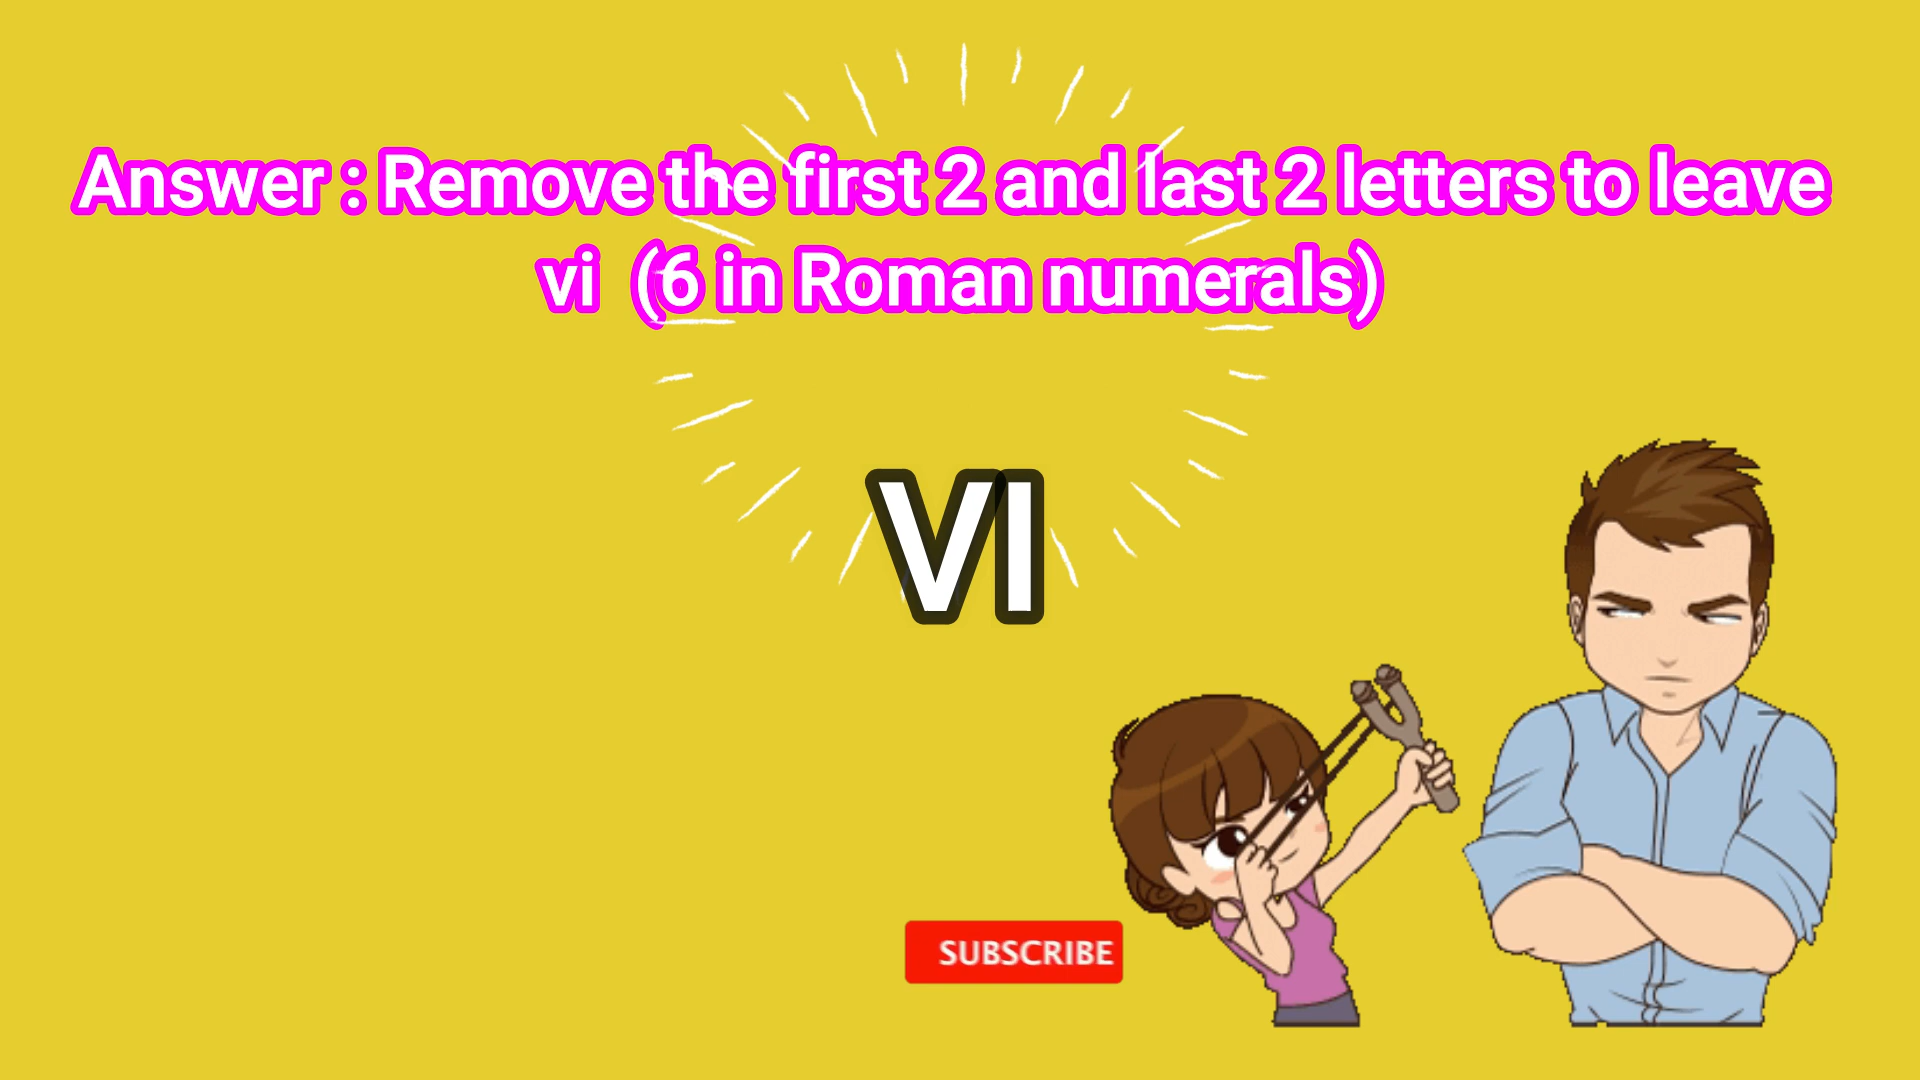 Answer : Remove the first 2 and last 2 letters to leave
vi (6 in Roman numerals)
VI
SUBSCRIBE